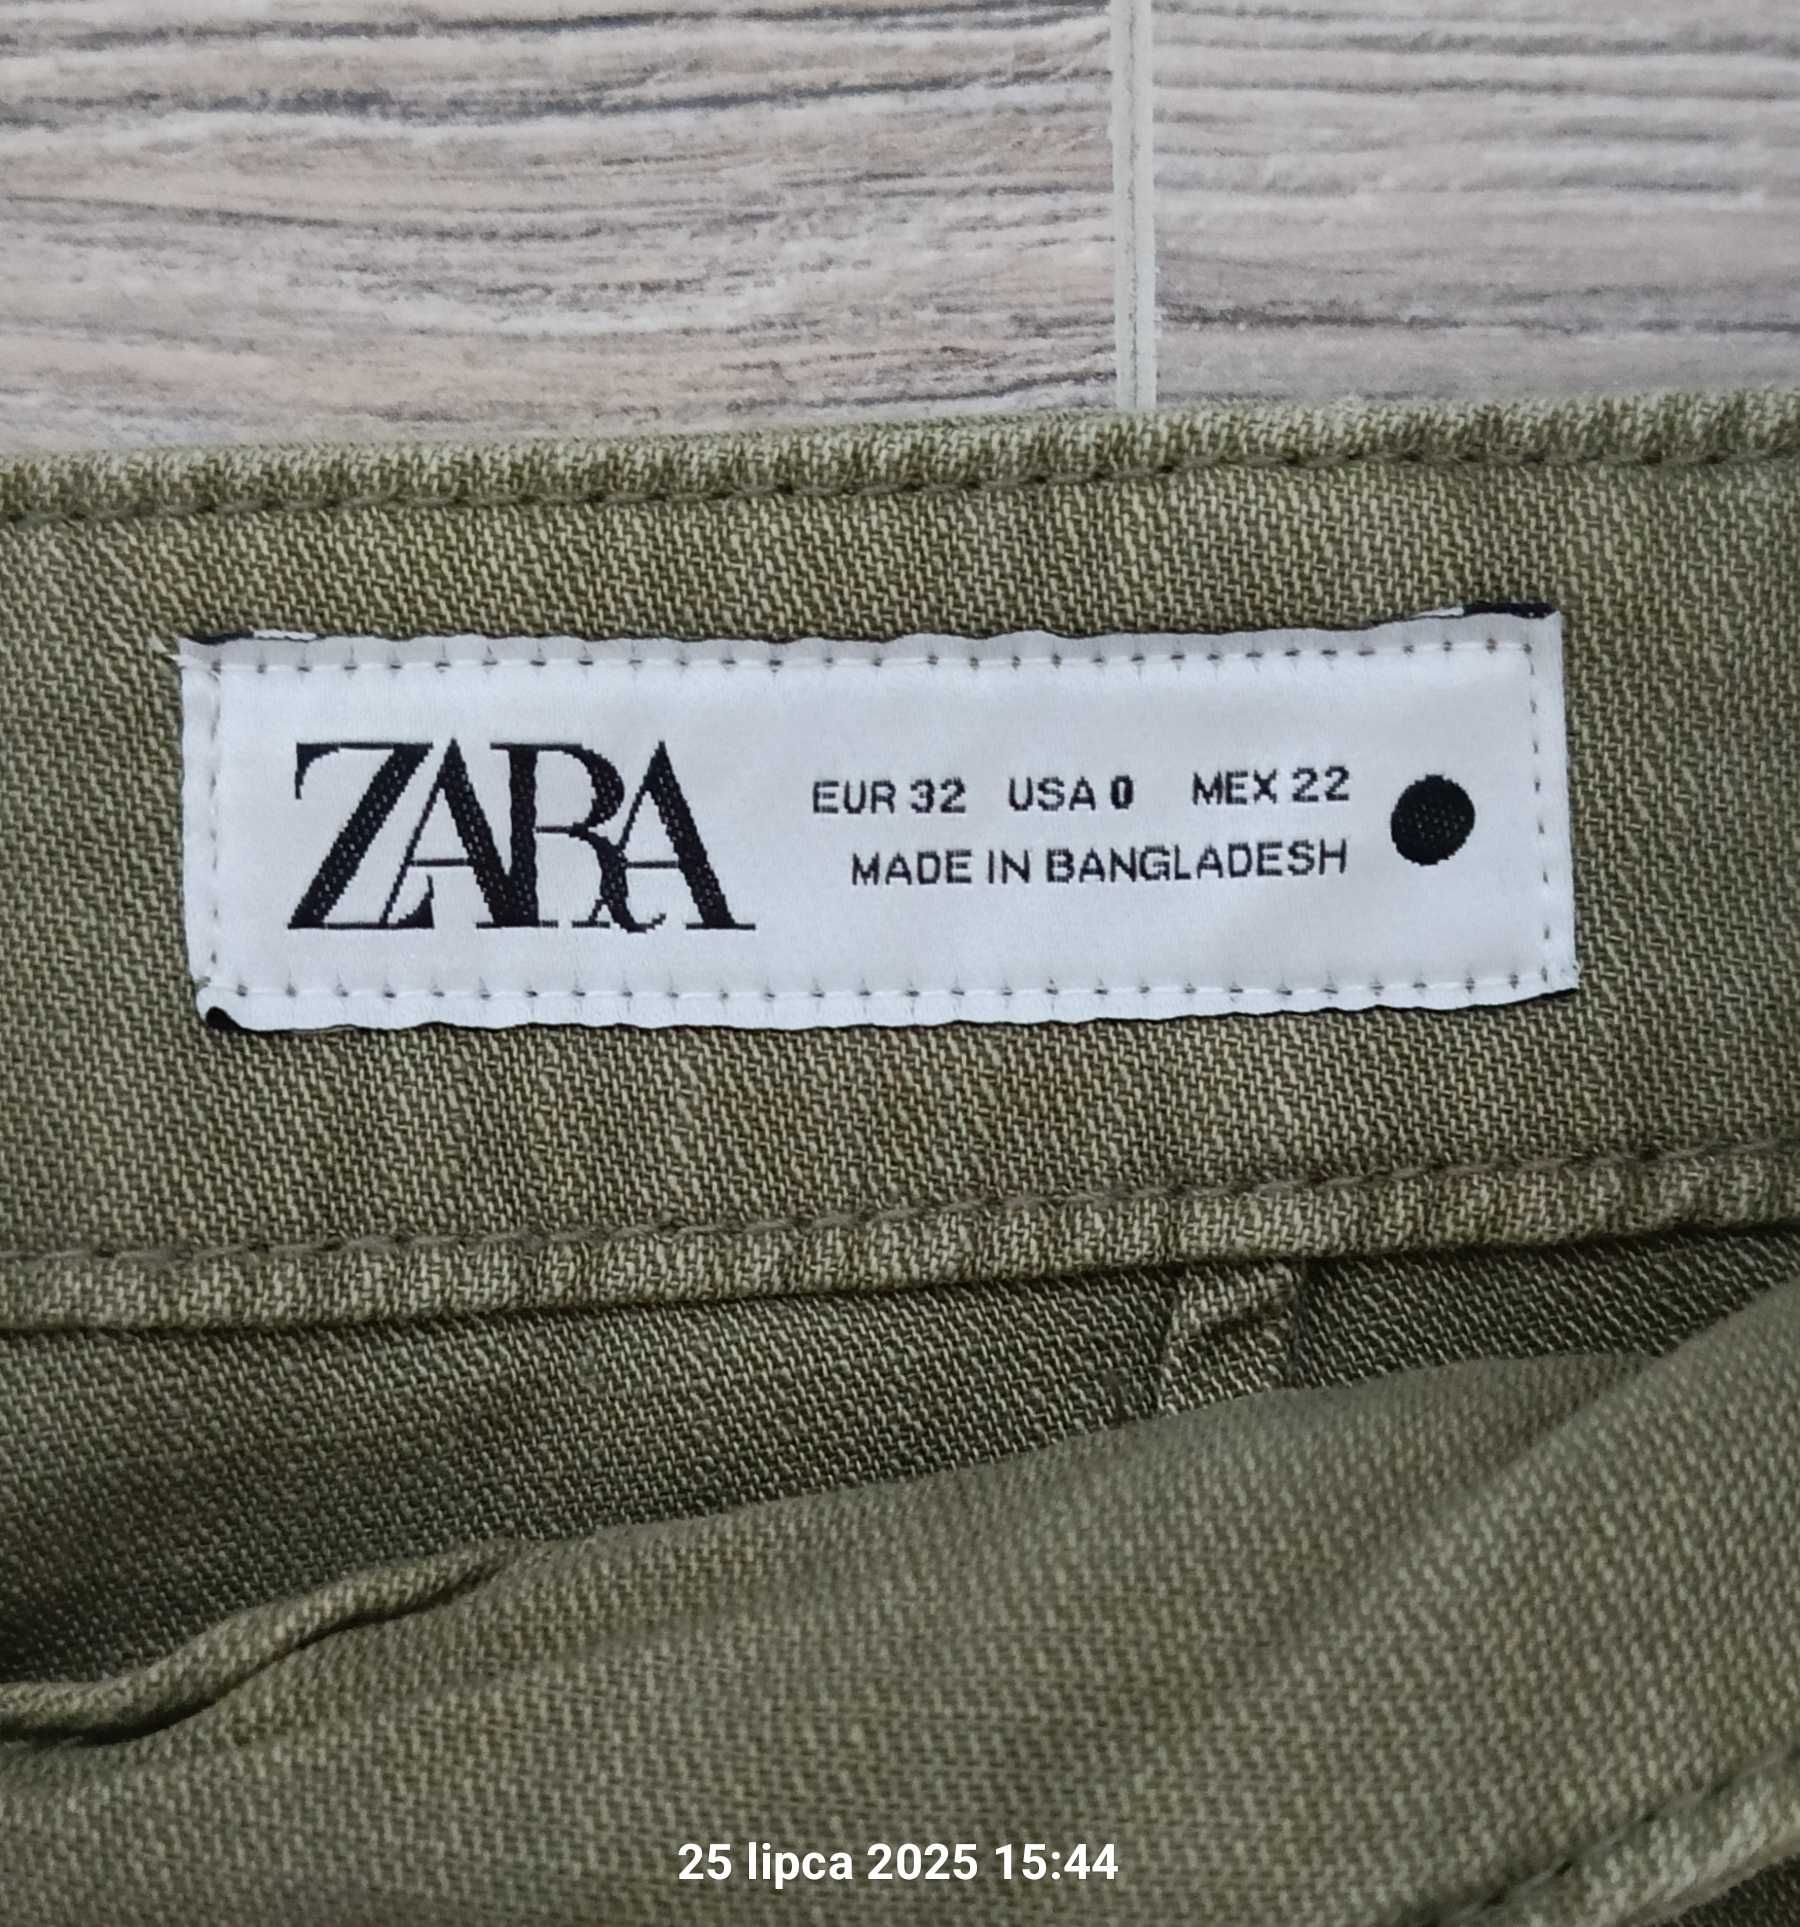 ZARA
EUR 32 USA 0 MEX 22
MADE IN BANGLADESH
25 lipca 2025 15:44